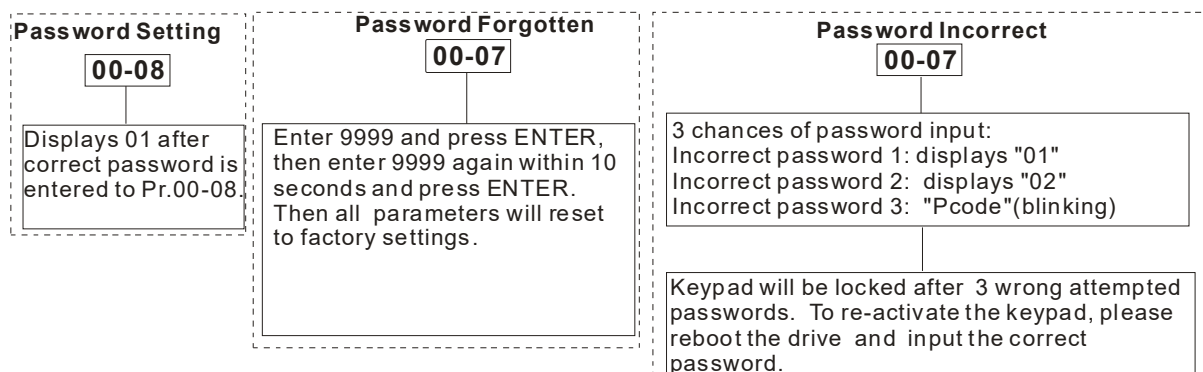 Password Setting
00-08
Displays 01 after
correct password is
entered to Pr.00-08.
Password Forgotten
00-07
Enter 9999 and press ENTER,
then enter 9999 again within 10
seconds and press ENTER.
Then all parameters will reset
to factory settings.
Password Incorrect
00-07
3 chances of password input:
Incorrect password 1: displays "01"
Incorrect password 2: displays "02"
Incorrect password 3: "Pcode"(blinking)
Keypad will be locked after 3 wrong attempted
passwords. To re-activate the keypad, please
reboot the drive and input the correct
password.